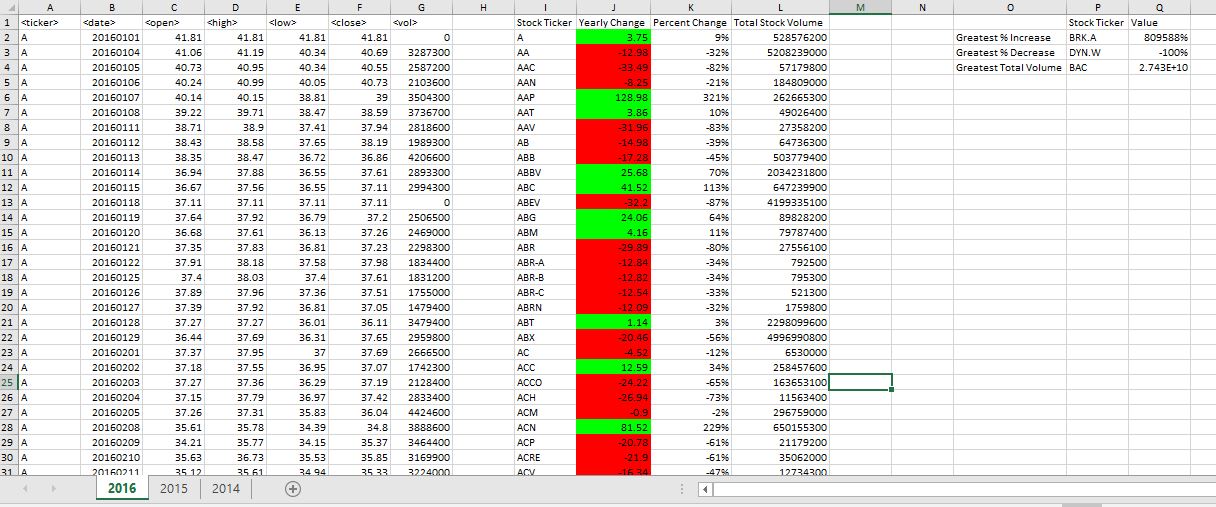 A B C D E F G H I J K L M N O P Q
1 <ticker> <date> <open> <high> <low> <close> <vol> Stock Ticker Yearly Change Percent Change Total Stock Volume Stock Ticker Value
2 A 20160101 41.81 41.81 41.81 41.81 0 A 3.75 9% 528576200 Greatest % Increase BRK.A 809588%
3 A 20160104 41.06 41.19 40.34 40.69 3287300 AA -12.98 -32% 5208239000 Greatest % Decrease DYN.W -100%
4 A 20160105 40.73 40.95 40.34 40.55 2587200 AAC -33.49 -82% 57179800 Greatest Total Volume BAC 2.743E+10
5 A 20160106 40.24 40.99 40.05 40.73 2103600 AAN -8.25 -21% 184809000
6 A 20160107 40.14 40.15 38.81 39 3504300 AAP 128.98 321% 262665300
7 A 20160108 39.22 39.71 38.47 38.59 3736700 AAT 3.86 10% 49026400
8 A 20160111 38.71 38.9 37.41 37.94 2818600 AAV -31.96 -83% 27358200
9 A 20160112 38.43 38.58 37.65 38.19 1989300 AB -14.98 -39% 64736300
10 A 20160113 38.35 38.47 36.72 36.86 4206600 ABB -17.28 -45% 503779400
11 A 20160114 36.94 37.88 36.55 37.61 2893300 ABBV 25.68 70% 2034231800
12 A 20160115 36.67 37.56 36.55 37.11 2994300 ABC 41.52 113% 647239900
13 A 20160118 37.11 37.11 37.11 37.11 0 ABEV -32.2 -87% 4199335100
14 A 20160119 37.64 37.92 36.79 37.2 2506500 ABG 24.06 64% 89828200
15 A 20160120 36.68 37.61 36.13 37.26 2469000 ABM 4.16 11% 79787400
16 A 20160121 37.35 37.83 36.81 37.23 2298300 ABR -29.89 -80% 27556100
17 A 20160122 37.91 38.18 37.58 37.98 1834400 ABR-A -12.84 -34% 792500
18 A 20160125 37.4 38.03 37.4 37.61 1831200 ABR-B -12.82 -34% 795300
19 A 20160126 37.89 37.96 37.36 37.51 1755000 ABR-C -12.54 -33% 521300
20 A 20160127 37.39 37.92 36.81 37.05 1479400 ABRN -12.09 -32% 1759800
21 A 20160128 37.27 37.27 36.01 36.11 3479400 ABT 1.14 3% 2298099600
22 A 20160129 36.44 37.69 36.31 37.65 2959800 ABX -20.46 -56% 4996990800
23 A 20160201 37.37 37.95 37 37.69 2666500 AC -4.52 -12% 6530000
24 A 20160202 37.18 37.55 36.95 37.07 1742300 ACC 12.59 34% 258457600
25 A 20160203 37.27 37.36 36.29 37.19 2128400 ACCO -24.22 -65% 163653100
26 A 20160204 37.15 37.79 36.97 37.42 2833400 ACH -26.94 -73% 11563400
27 A 20160205 37.26 37.31 35.83 36.04 4424600 ACM -0.9 -2% 296759000
28 A 20160208 35.61 35.78 34.39 34.8 3888600 ACN 81.52 229% 650155300
29 A 20160209 34.21 35.77 34.15 35.37 3464400 ACP -20.78 -61% 21179200
30 A 20160210 35.63 36.73 35.53 35.85 3169900 ACRE -21.9 -61% 35062000
31 A 20160211 35.12 35.61 34.94 35.33 3224000 ACV -16.34 -47% 12734300
2016 2015 2014